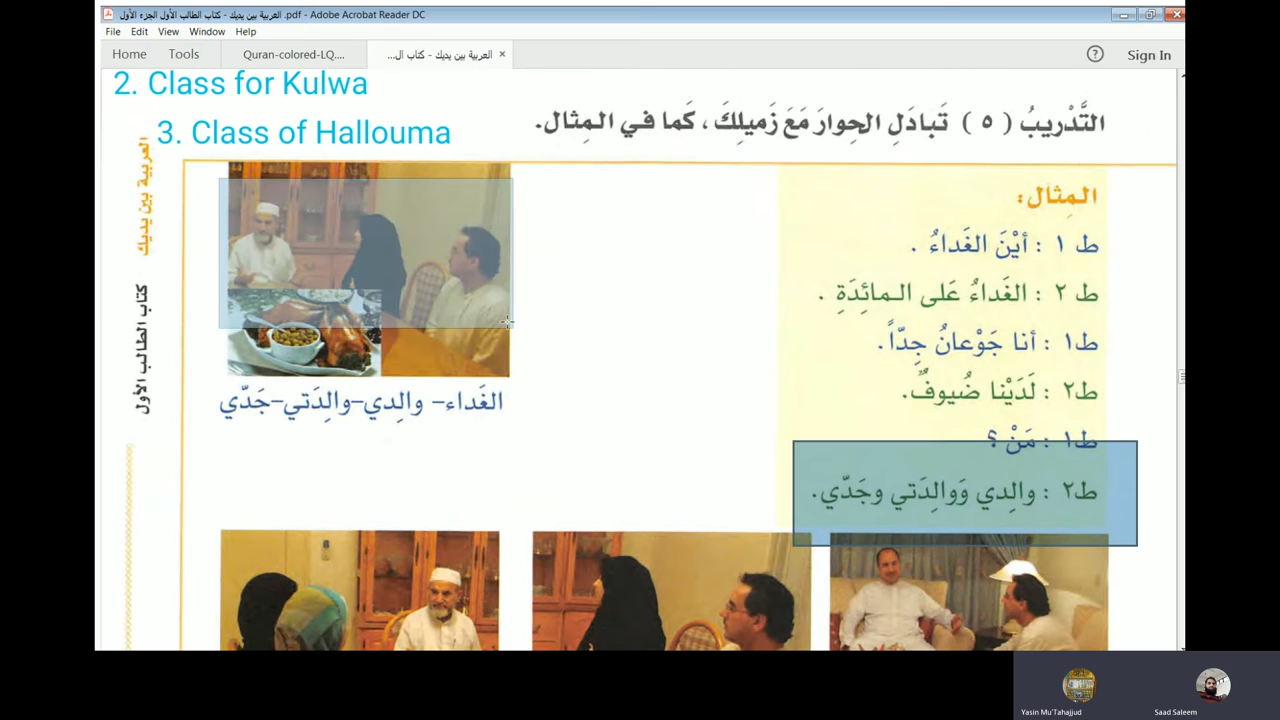 العربية بين يديك - كتاب الطالب الأول الجزء الأول .pdf - Adobe Acrobat Reader DC
File Edit View Window Help
Home Tools Quran-colored-LQ.... العربية بين يديك - كتاب ال... × ? Sign In
2. Class for Kulwa
3. Class of Hallouma
التَّدْريبُ ( ٥ ) تَبادَلِ الحِوارَ مَعَ زَميلِكَ ، كَما في المِثال.
المِثال:
ط ١ : أيْنَ الغَداءُ .
ط ٢ : الغَداءُ عَلى المائِدَةِ .
ط١ : أنا جَوْعانُ جِدّاً.
ط٢ : لَدَيْنا ضُيوفٌ.
ط١ : مَنْ ؟
ط٢ : والِدي وَوالِدَتي وجَدّي.
الغَداء- والِدي-والِدَتي-جَدّي
العربية بين يديك
كتاب الطالب الأول
Yasin Mu'Tahajjud
Saad Saleem